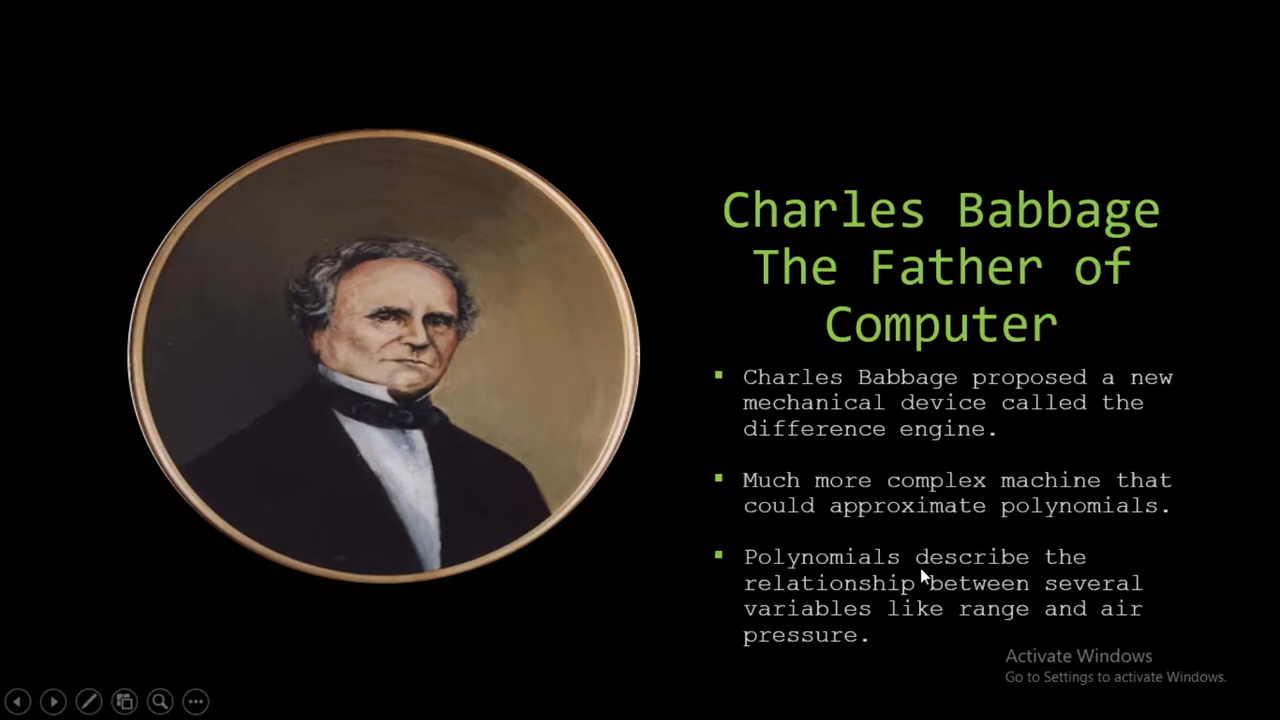 Charles Babbage
The Father of
Computer
▪ Charles Babbage proposed a new
mechanical device called the
difference engine.
▪ Much more complex machine that
could approximate polynomials.
▪ Polynomials describe the
relationship between several
variables like range and air
pressure.
Activate Windows
Go to Settings to activate Windows.